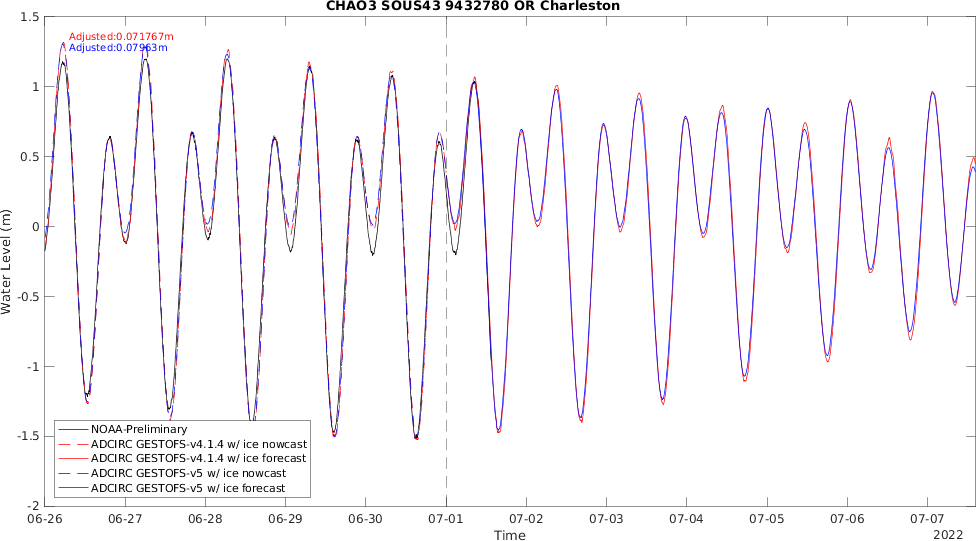 CHAO3 SOUS43 9432780 OR Charleston
Adjusted:0.071767m
Adjusted:0.07963m
1.5
1
0.5
0
-0.5
-1
-1.5
-2
Water Level (m)
NOAA-Preliminary
ADCIRC GESTOFS-v4.1.4 w/ ice nowcast
ADCIRC GESTOFS-v4.1.4 w/ ice forecast
ADCIRC GESTOFS-v5 w/ ice nowcast
ADCIRC GESTOFS-v5 w/ ice forecast
06-26 06-27 06-28 06-29 06-30 07-01 07-02 07-03 07-04 07-05 07-06 07-07
Time
2022